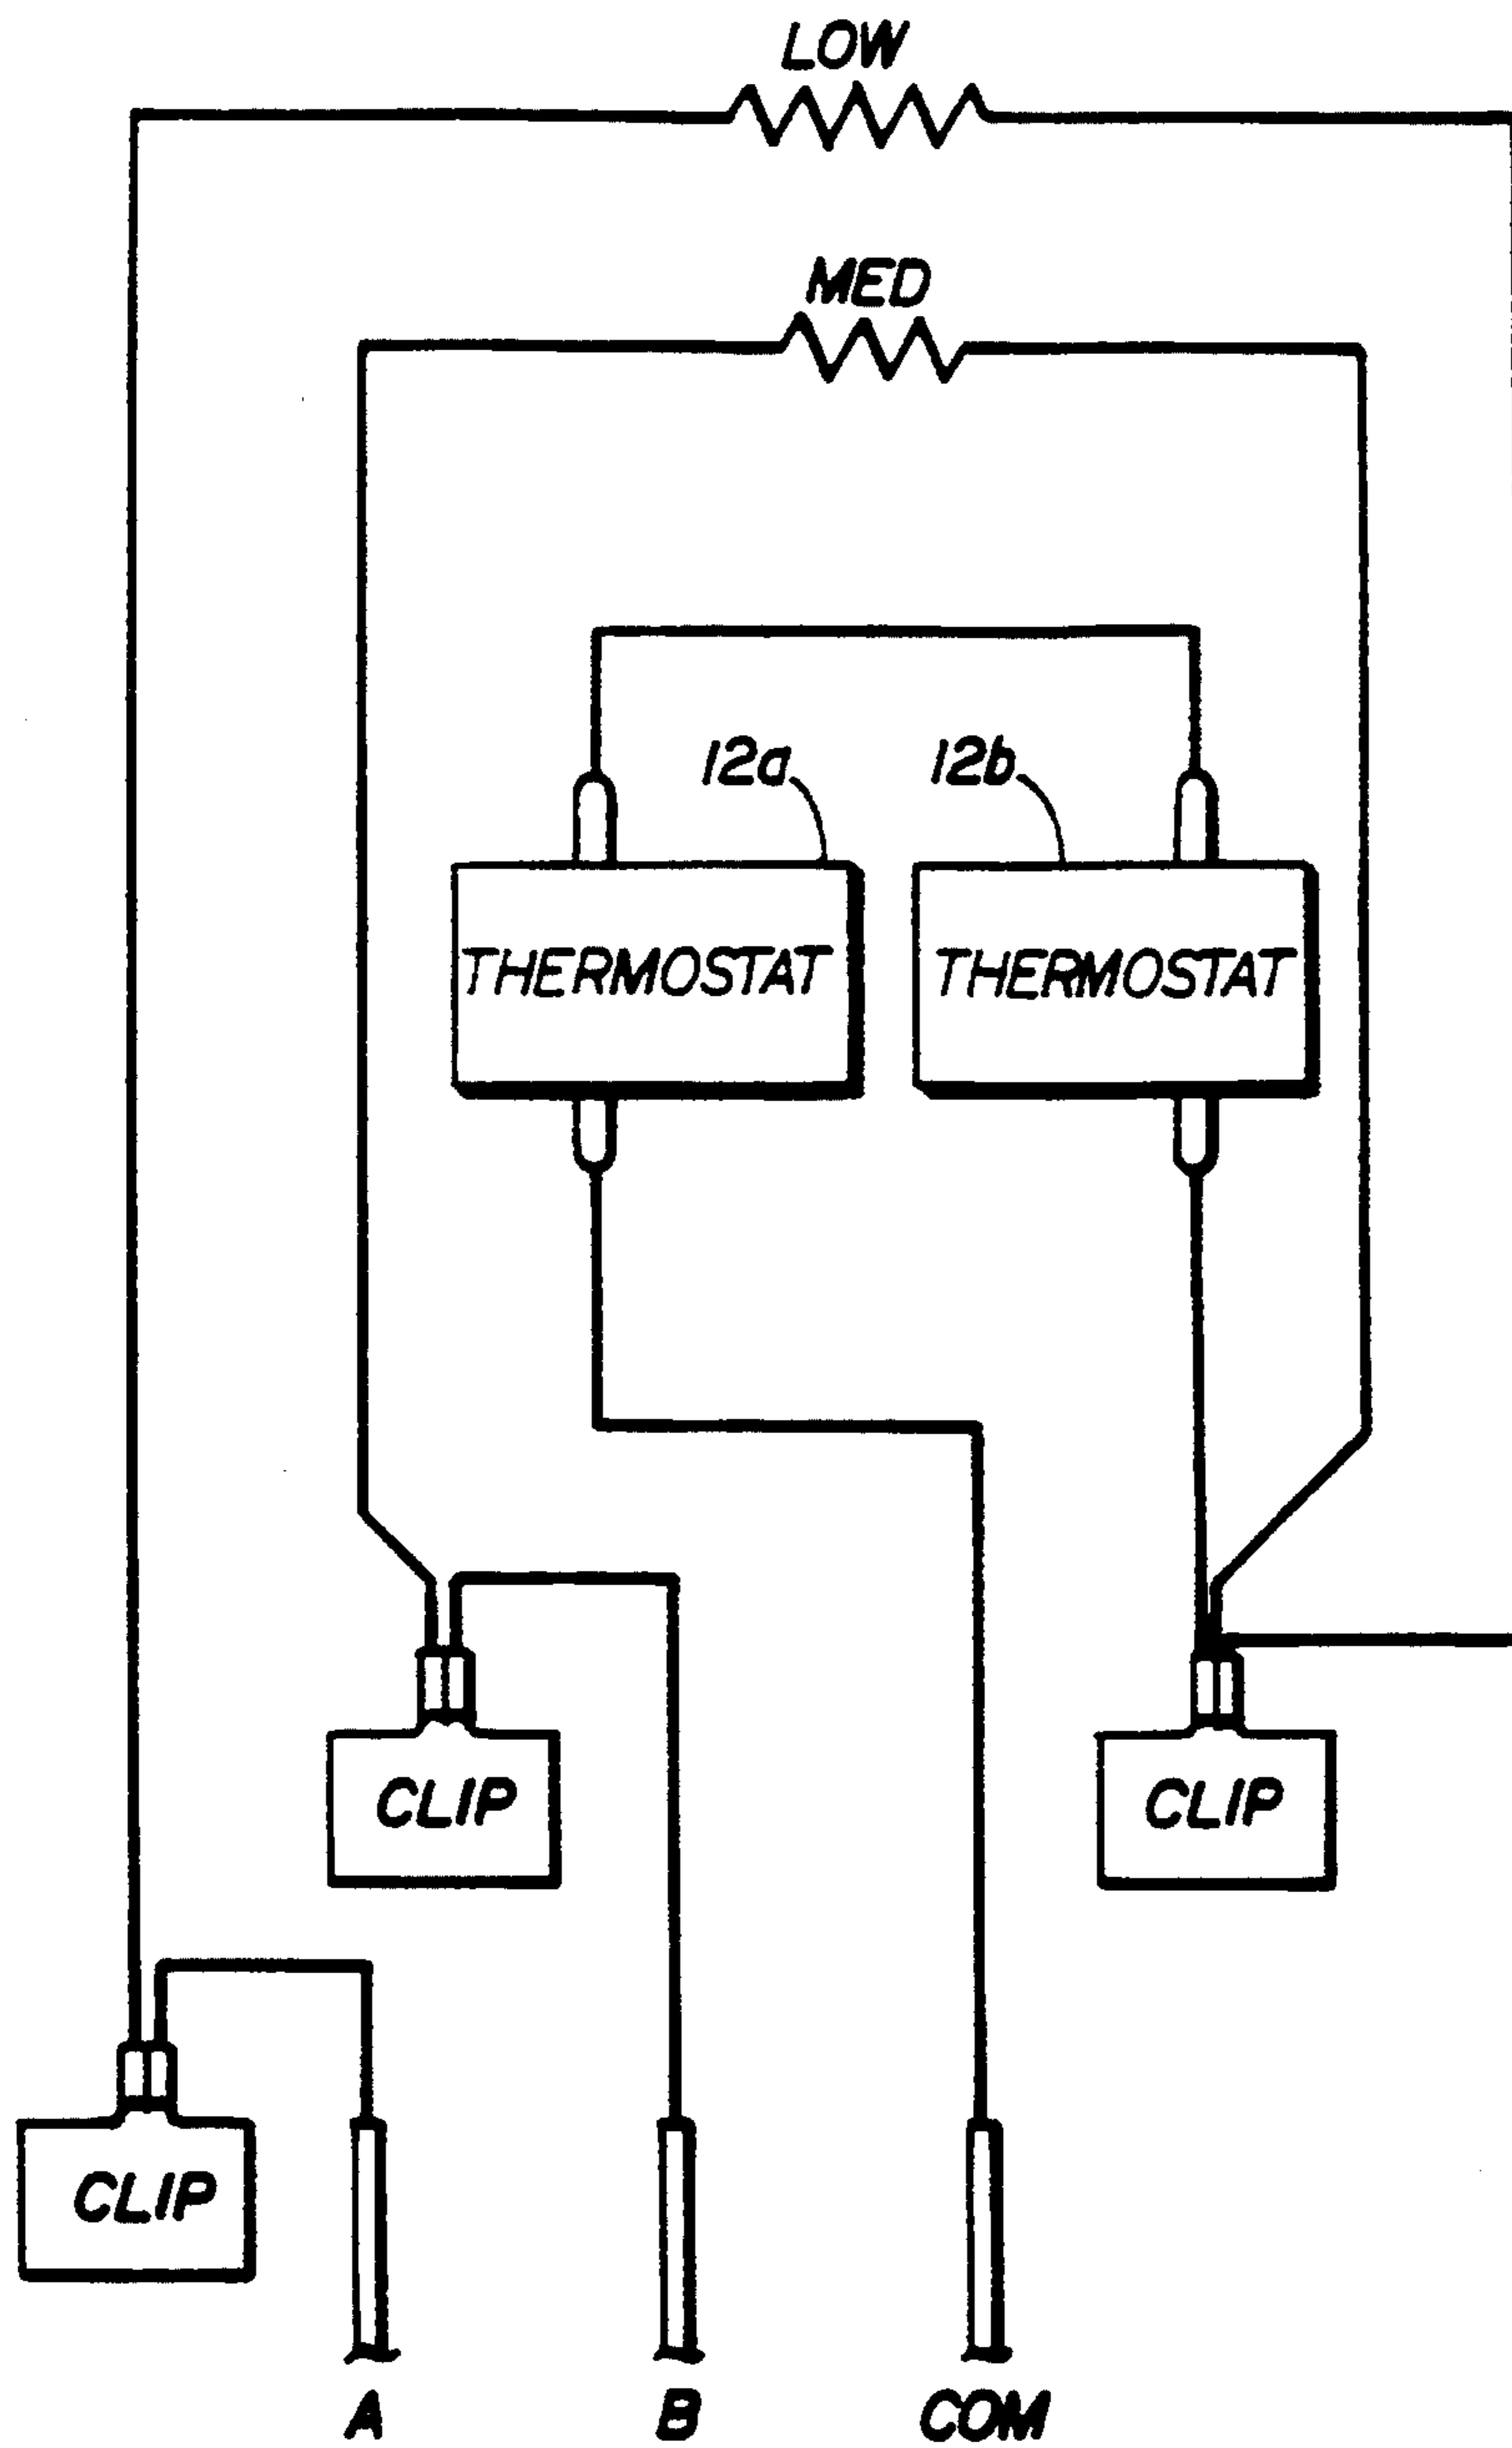 LOW
MED
12a 12b
THERMOSTAT THERMOSTAT
CLIP CLIP
CLIP
A B COM